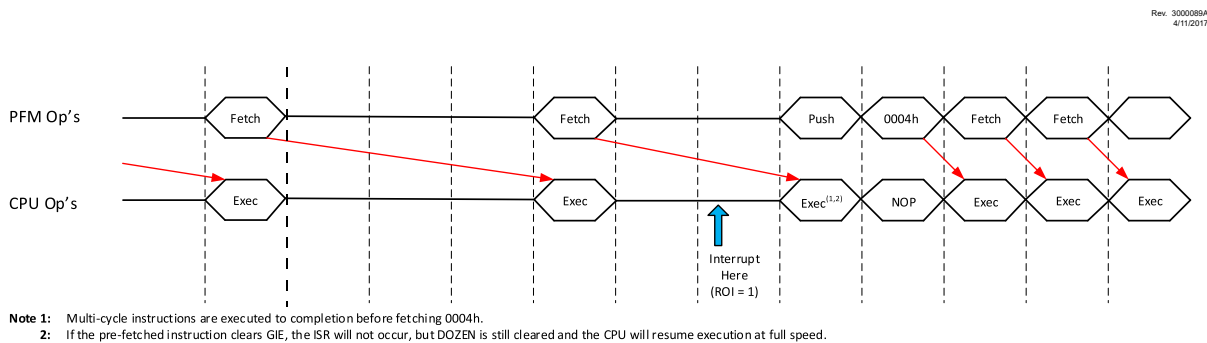 Rev. 3000089A
4/11/2017
PFM Op's
Fetch
Fetch
Push
0004h
Fetch
Fetch
CPU Op's
Exec
Exec
Exec(1,2)
NOP
Exec
Exec
Exec
Interrupt
Here
(ROI = 1)
Note 1: Multi-cycle instructions are executed to completion before fetching 0004h.
2: If the pre-fetched instruction clears GIE, the ISR will not occur, but DOZEN is still cleared and the CPU will resume execution at full speed.